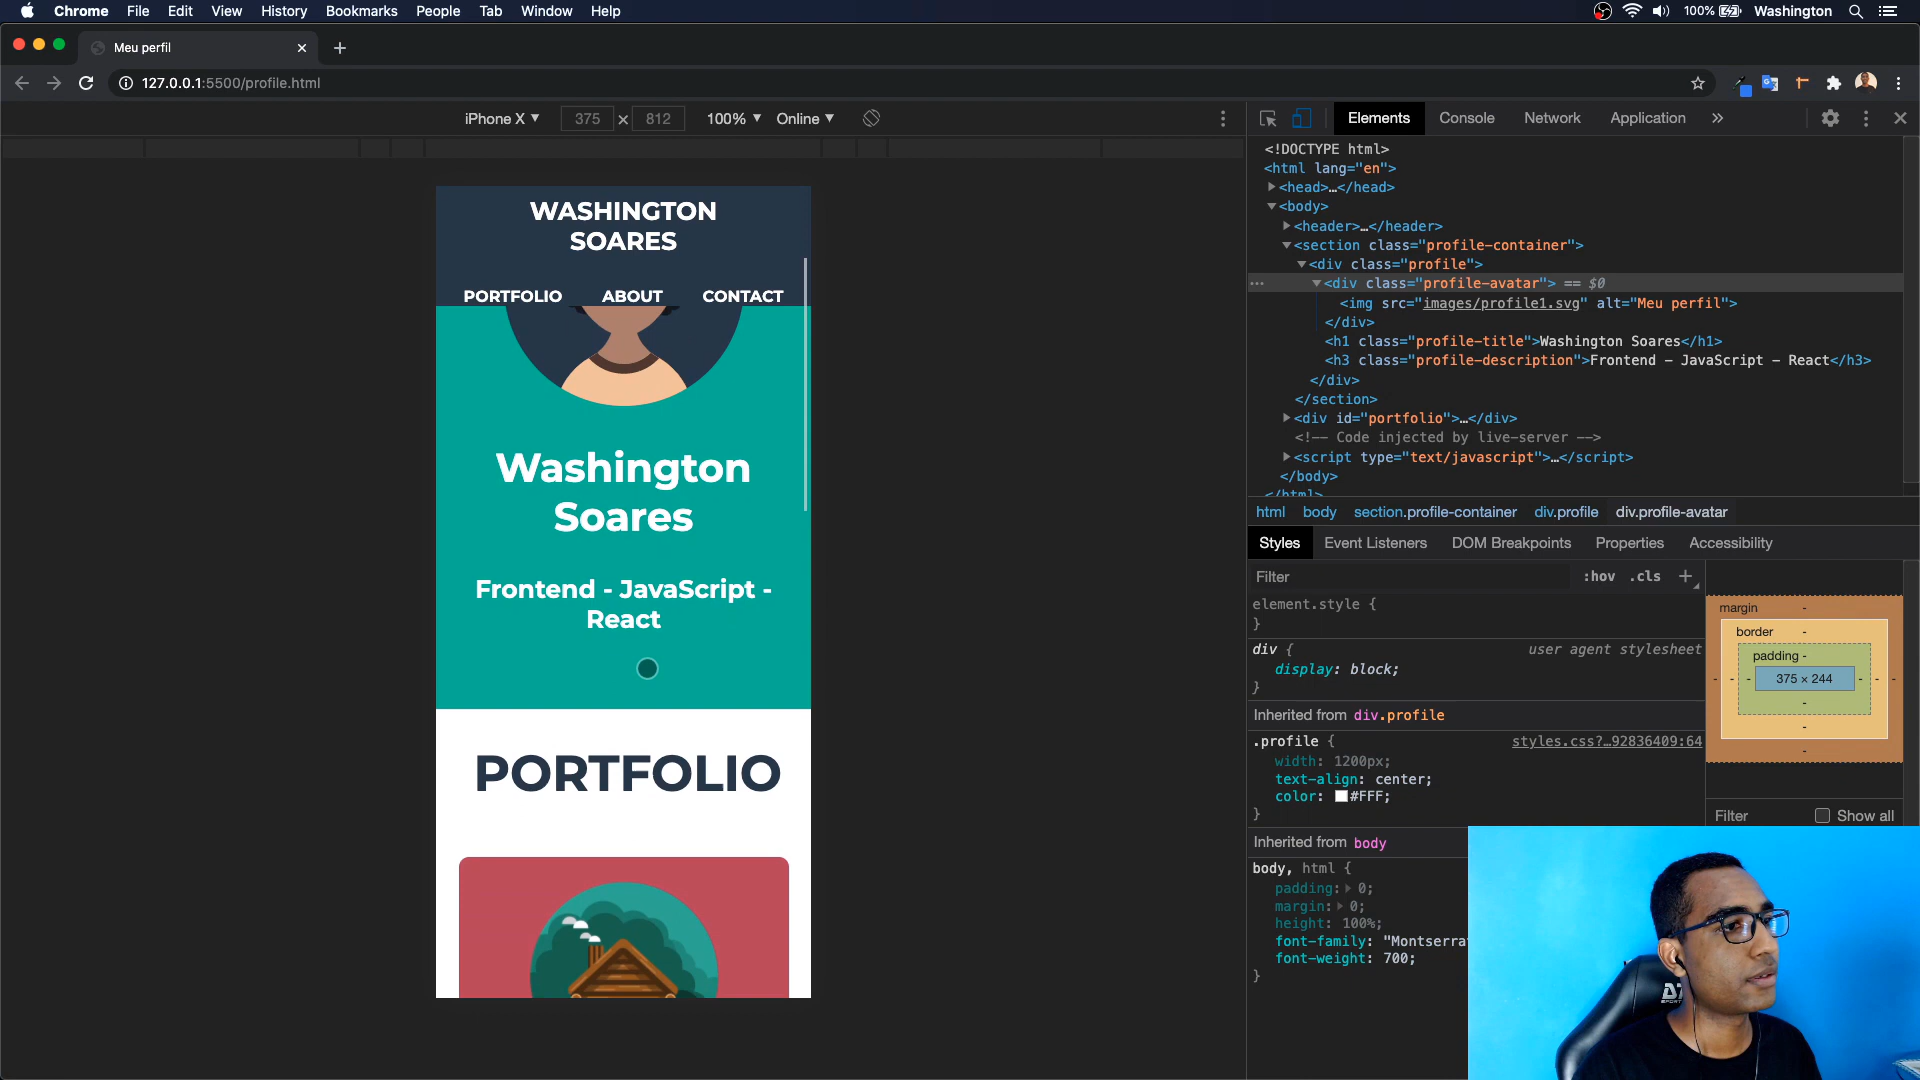 Chrome File Edit View History Bookmarks People Tab Window Help 100% Washington
Meu perfil
127.0.0.1:5500/profile.html
iPhone X ▼ 375 × 812 100% ▼ Online ▼
Elements Console Network Application »
WASHINGTON
SOARES
PORTFOLIO ABOUT CONTACT
Washington
Soares
Frontend - JavaScript -
React
PORTFOLIO
<!DOCTYPE html>
<html lang="en">
▶<head>…</head>
▼<body>
▶<header>…</header>
▼<section class="profile-container">
▼<div class="profile">
… ▼<div class="profile-avatar"> == $0
<img src="images/profile1.svg" alt="Meu perfil">
</div>
<h1 class="profile-title">Washington Soares</h1>
<h3 class="profile-description">Frontend - JavaScript - React</h3>
</div>
</section>
▶<div id="portfolio">…</div>
<!-- Code injected by live-server -->
▶<script type="text/javascript">…</script>
</body>
</html>
html body section.profile-container div.profile div.profile-avatar
Styles Event Listeners DOM Breakpoints Properties Accessibility
Filter :hov .cls +
element.style {
}
div { user agent stylesheet
display: block;
}
Inherited from div.profile
.profile { styles.css?…92836409:64
width: 1200px;
text-align: center;
color: #FFF;
}
Inherited from body
body, html {
padding:▶ 0;
margin:▶ 0;
height: 100%;
font-family: "Montserra
font-weight: 700;
}
margin -
border -
padding -
- - - 375 × 244 - - -
-
-
-
Filter Show all